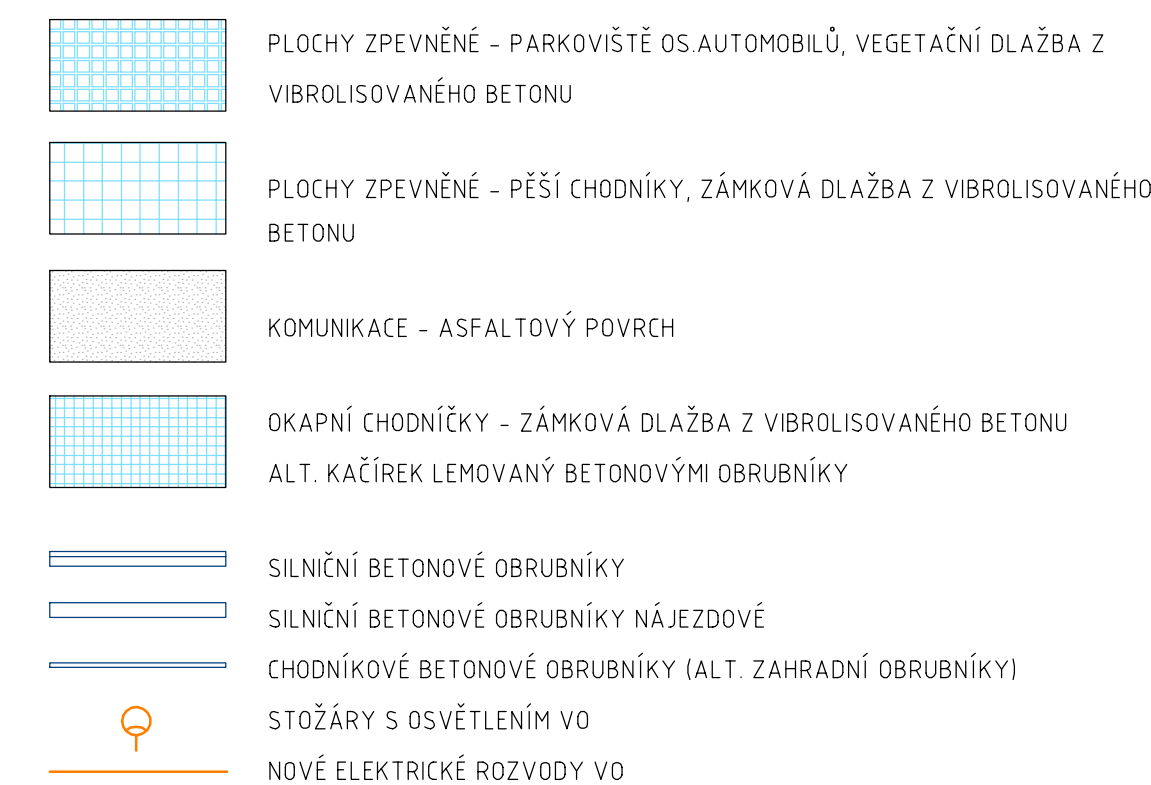 PLOCHY ZPEVNĚNÉ - PARKOVIŠTĚ OS.AUTOMOBILŮ, VEGETAČNÍ DLAŽBA Z
VIBROLISOVANÉHO BETONU
PLOCHY ZPEVNĚNÉ - PĚŠÍ CHODNÍKY, ZÁMKOVÁ DLAŽBA Z VIBROLISOVANÉHO
BETONU
KOMUNIKACE - ASFALTOVÝ POVRCH
OKAPNÍ CHODNÍČKY - ZÁMKOVÁ DLAŽBA Z VIBROLISOVANÉHO BETONU
ALT. KAČÍREK LEMOVANÝ BETONOVÝMI OBRUBNÍKY
SILNIČNÍ BETONOVÉ OBRUBNÍKY
SILNIČNÍ BETONOVÉ OBRUBNÍKY NÁJEZDOVÉ
CHODNÍKOVÉ BETONOVÉ OBRUBNÍKY (ALT. ZAHRADNÍ OBRUBNÍKY)
STOŽÁRY S OSVĚTLENÍM VO
NOVÉ ELEKTRICKÉ ROZVODY VO